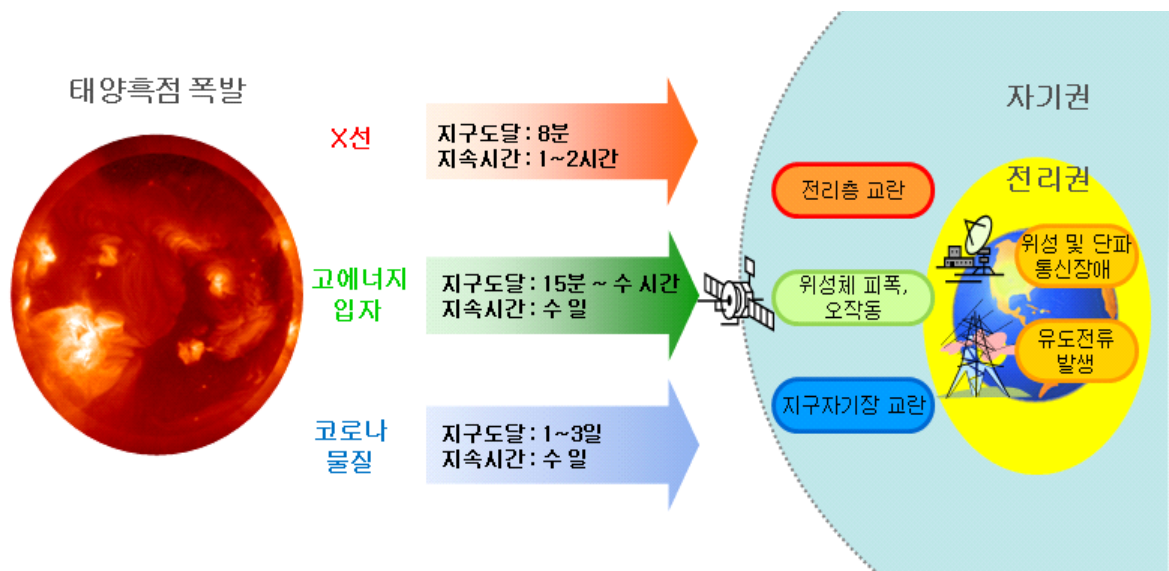 태양흑점 폭발
X선
지구도달 : 8분
지속시간 : 1~2시간
고에너지
입자
지구도달 : 15분 ~ 수 시간
지속시간 : 수 일
코로나
물질
지구도달 : 1~3일
지속시간 : 수 일
자기권
전리권
전리층 교란
위성체 피폭,
오작동
지구자기장 교란
위성 및 단파
통신장애
유도전류
발생